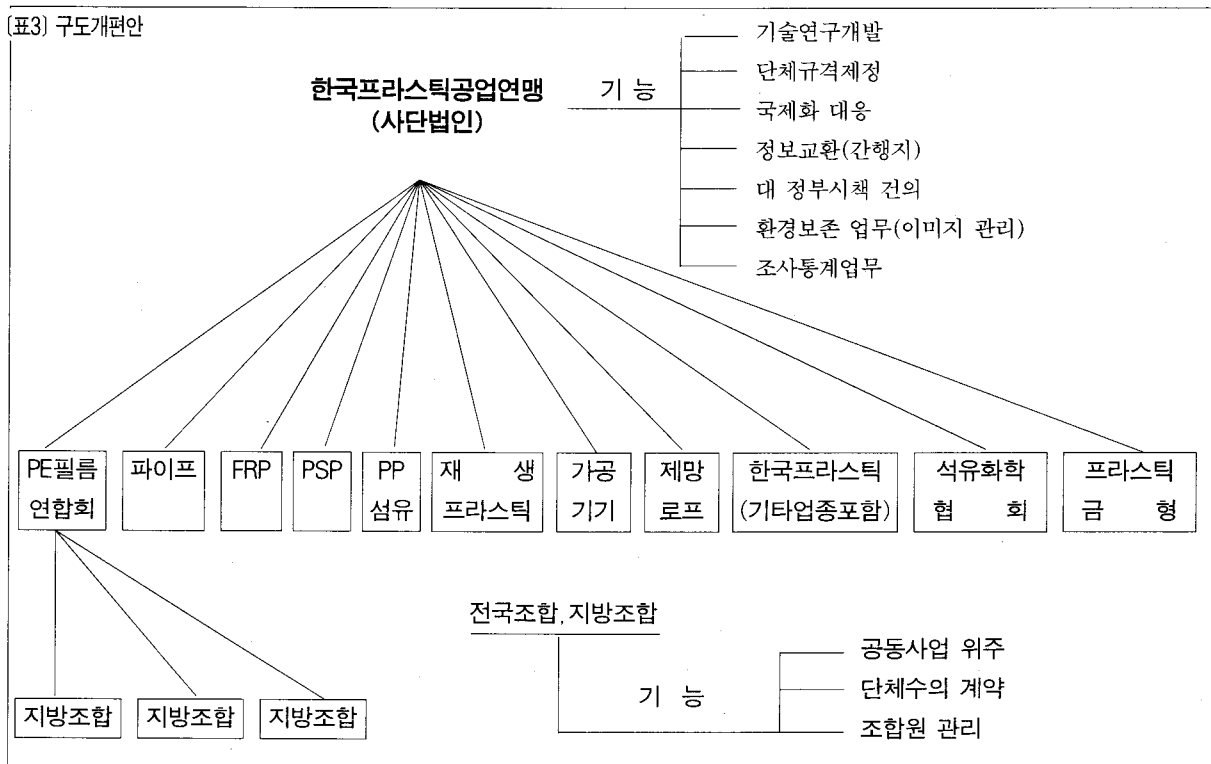 [표3] 구도개편안
한국프라스틱공업연맹
(사단법인)
기 능
기술연구개발
단체규격제정
국제화 대응
정보교환(간행지)
대 정부시책 건의
환경보존 업무(이미지 관리)
조사통계업무
PE필름
연합회
파이프
FRP
PSP
PP
섬유
재 생
프라스틱
가공
기기
제망
로프
한국프라스틱
(기타업종포함)
석유화학
협 회
프라스틱
금 형
지방조합
지방조합
지방조합
전국조합, 지방조합
기 능
공동사업 위주
단체수의 계약
조합원 관리